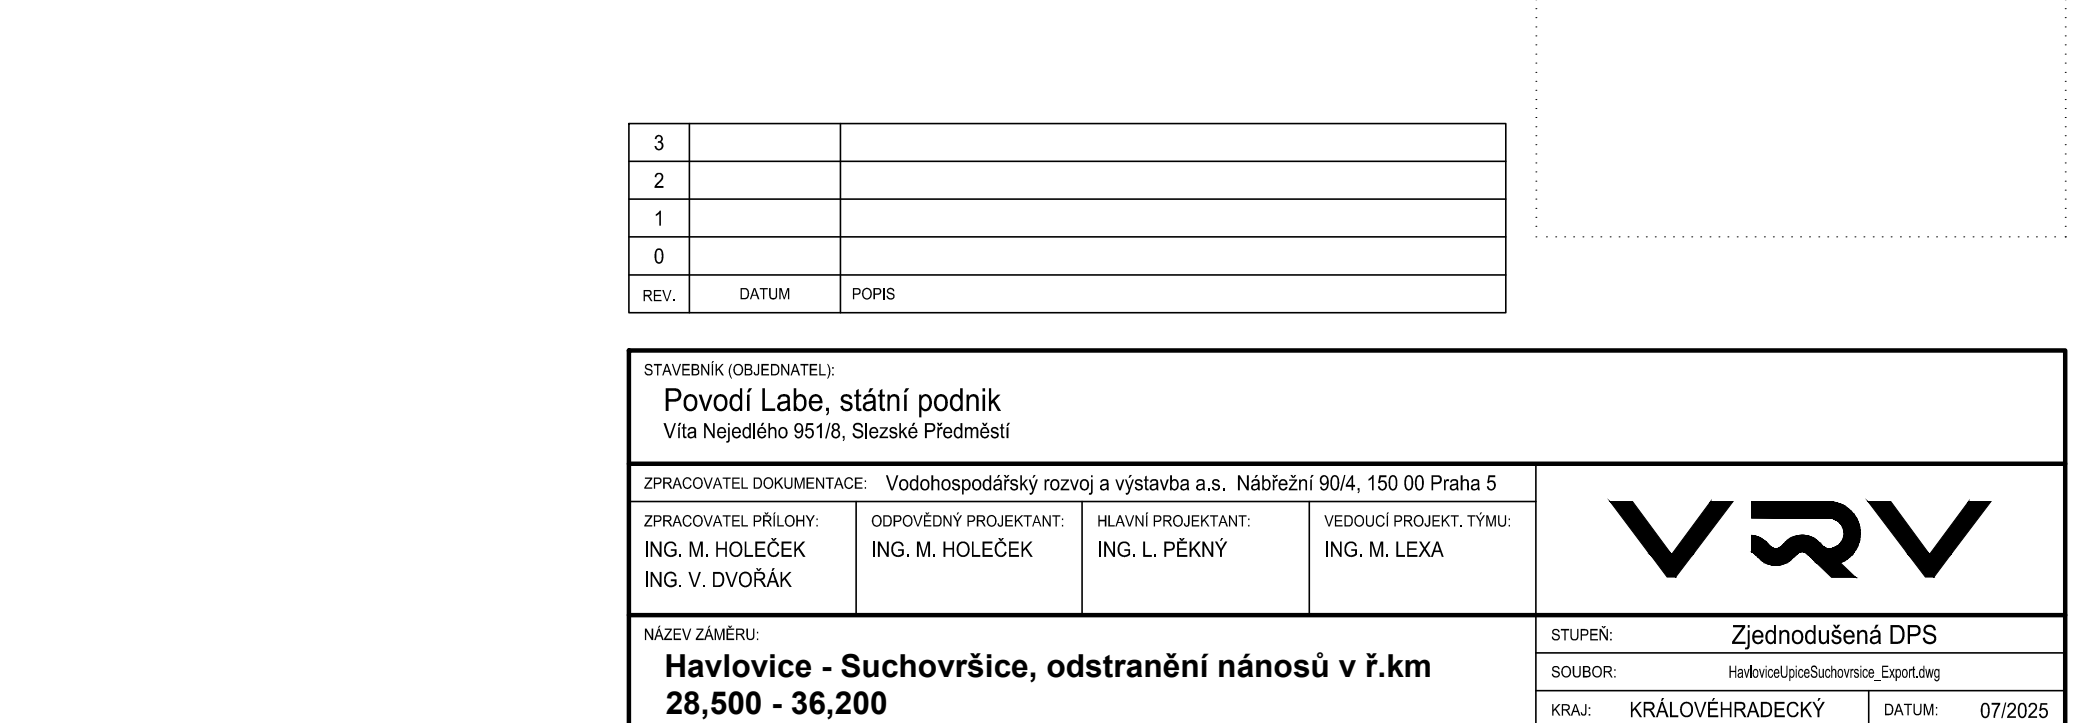 3
2
1
0
REV. DATUM POPIS
STAVEBNÍK (OBJEDNATEL):
Povodí Labe, státní podnik
Víta Nejedlého 951/8, Slezské Předměstí
ZPRACOVATEL DOKUMENTACE: Vodohospodářský rozvoj a výstavba a.s. Nábřežní 90/4, 150 00 Praha 5
ZPRACOVATEL PŘÍLOHY:
ING. M. HOLEČEK
ING. V. DVOŘÁK
ODPOVĚDNÝ PROJEKTANT:
ING. M. HOLEČEK
HLAVNÍ PROJEKTANT:
ING. L. PĚKNÝ
VEDOUCÍ PROJEKT. TÝMU:
ING. M. LEXA
VRV
NÁZEV ZÁMĚRU:
Havlovice - Suchovršice, odstranění nánosů v ř.km
28,500 - 36,200
STUPEŇ: Zjednodušená DPS
SOUBOR: HavloviceUpiceSuchovrsice_Export.dwg
KRAJ: KRÁLOVÉHRADECKÝ DATUM: 07/2025